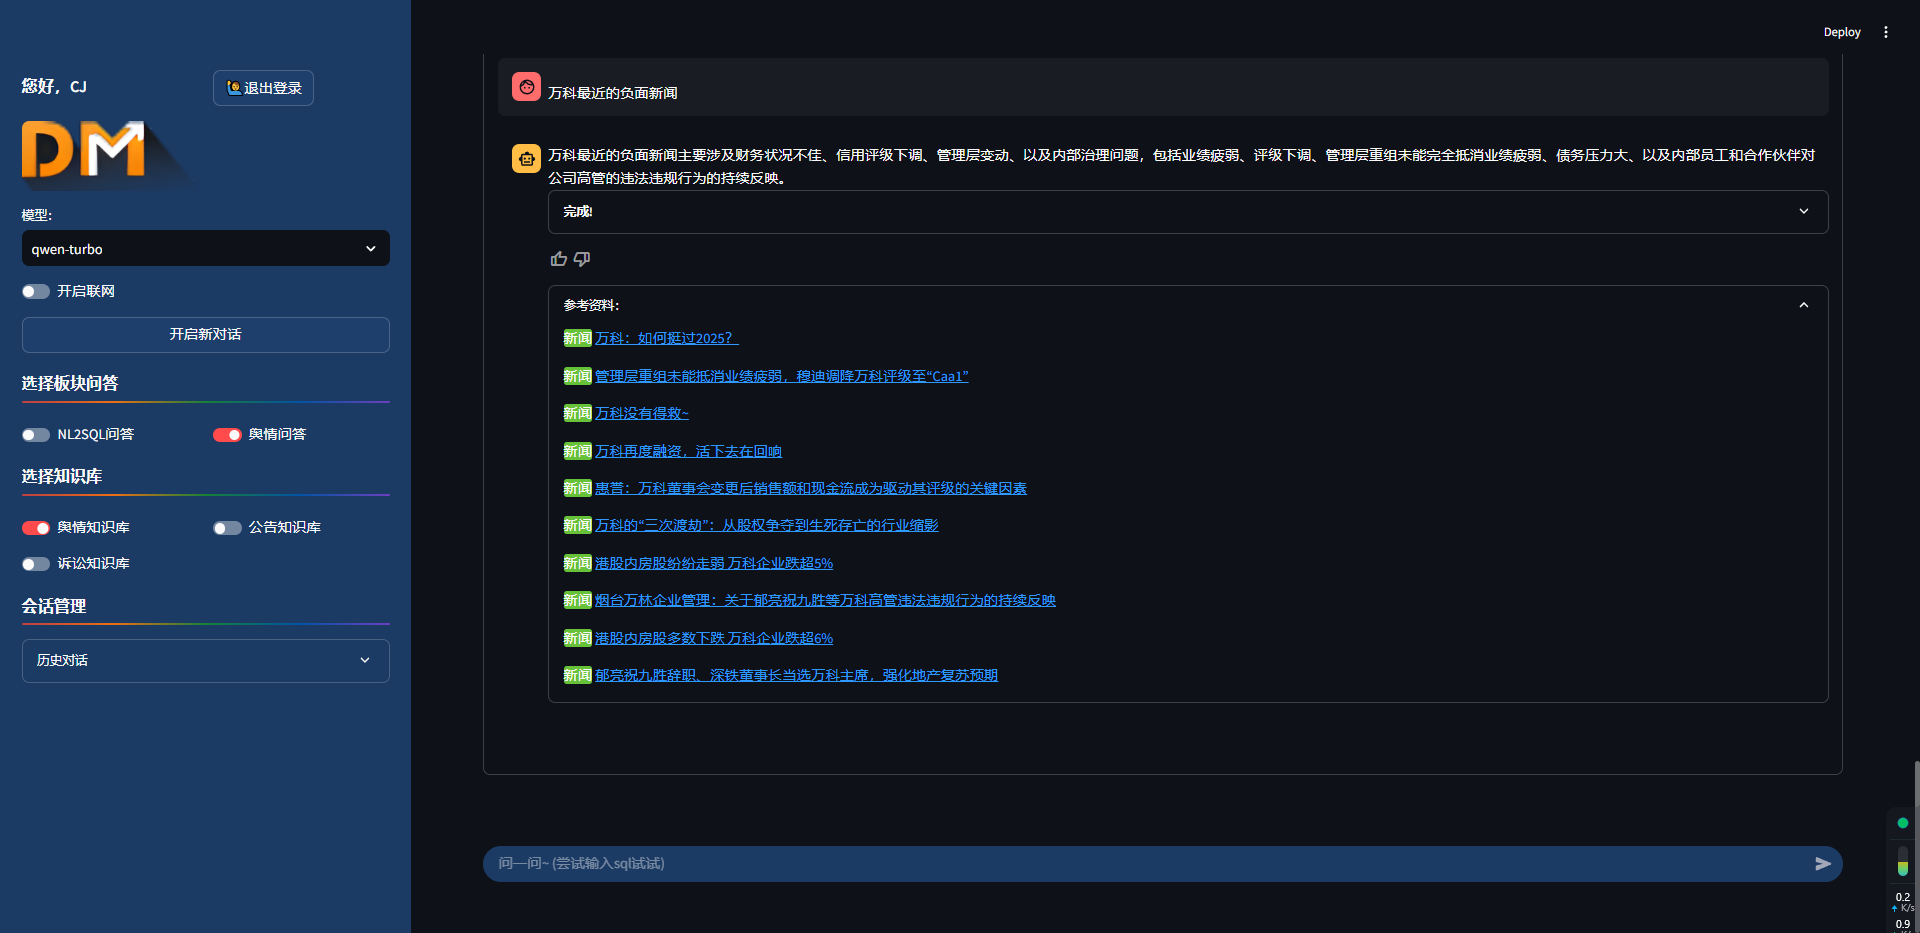 Deploy
您好，CJ
退出登录
DM
模型:
qwen-turbo
开启联网
开启新对话
选择板块问答
NL2SQL问答
舆情问答
选择知识库
舆情知识库
公告知识库
诉讼知识库
会话管理
历史对话
万科最近的负面新闻
万科最近的负面新闻主要涉及财务状况不佳、信用评级下调、管理层变动、以及内部治理问题，包括业绩疲弱、评级下调、管理层重组未能完全抵消业绩疲弱、债务压力大、以及内部员工和合作伙伴对
公司高管的违法违规行为的持续反映。
完成!
参考资料:
新闻 万科：如何挺过2025？
新闻 管理层重组未能抵消业绩疲弱，穆迪调降万科评级至“Caa1”
新闻 万科没有得救~
新闻 万科再度融资，活下去在回响
新闻 惠誉：万科董事会变更后销售额和现金流成为驱动其评级的关键因素
新闻 万科的“三次渡劫”：从股权争夺到生死存亡的行业缩影
新闻 港股内房股纷纷走弱 万科企业跌超5%
新闻 烟台万林企业管理：关于郁亮祝九胜等万科高管违法违规行为的持续反映
新闻 港股内房股多数下跌 万科企业跌超6%
新闻 郁亮祝九胜辞职、深铁董事长当选万科主席，强化地产复苏预期
问一问~ (尝试输入sql试试)
0.2
K/s
0.9